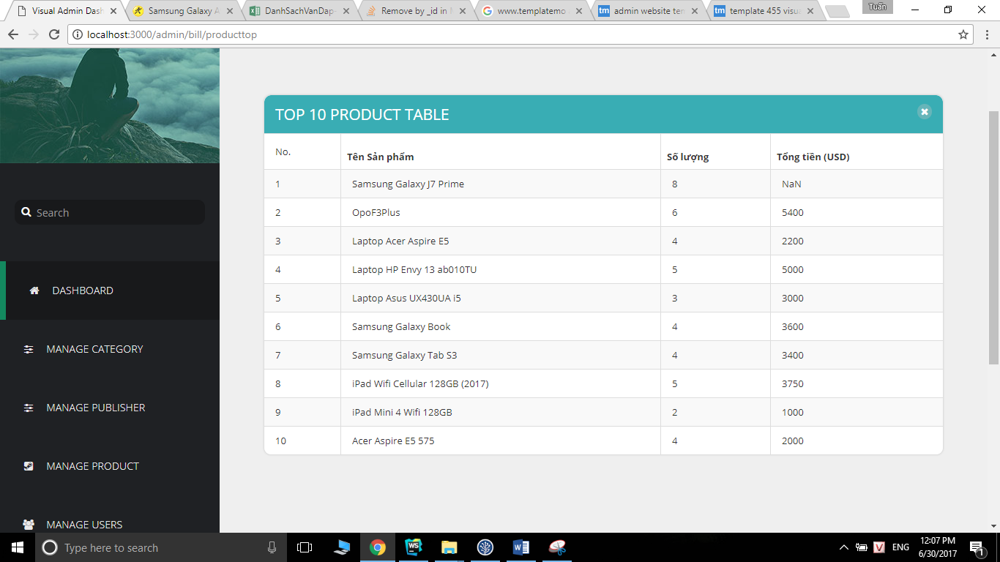 Visual Admin Dash
Samsung Galaxy A
DanhSachVanDap-
Remove by _id in M
www.templatemo
admin website tem
template 455 visua
Tuấn
localhost:3000/admin/bill/producttop
Search
DASHBOARD
MANAGE CATEGORY
MANAGE PUBLISHER
MANAGE PRODUCT
MANAGE USERS
TOP 10 PRODUCT TABLE
No. Tên Sản phẩm Số lượng Tổng tiền (USD)
1 Samsung Galaxy J7 Prime 8 NaN
2 OpoF3Plus 6 5400
3 Laptop Acer Aspire E5 4 2200
4 Laptop HP Envy 13 ab010TU 5 5000
5 Laptop Asus UX430UA i5 3 3000
6 Samsung Galaxy Book 4 3600
7 Samsung Galaxy Tab S3 4 3400
8 iPad Wifi Cellular 128GB (2017) 5 3750
9 iPad Mini 4 Wifi 128GB 2 1000
10 Acer Aspire E5 575 4 2000
Type here to search
WS
V ENG
12:07 PM
6/30/2017
1